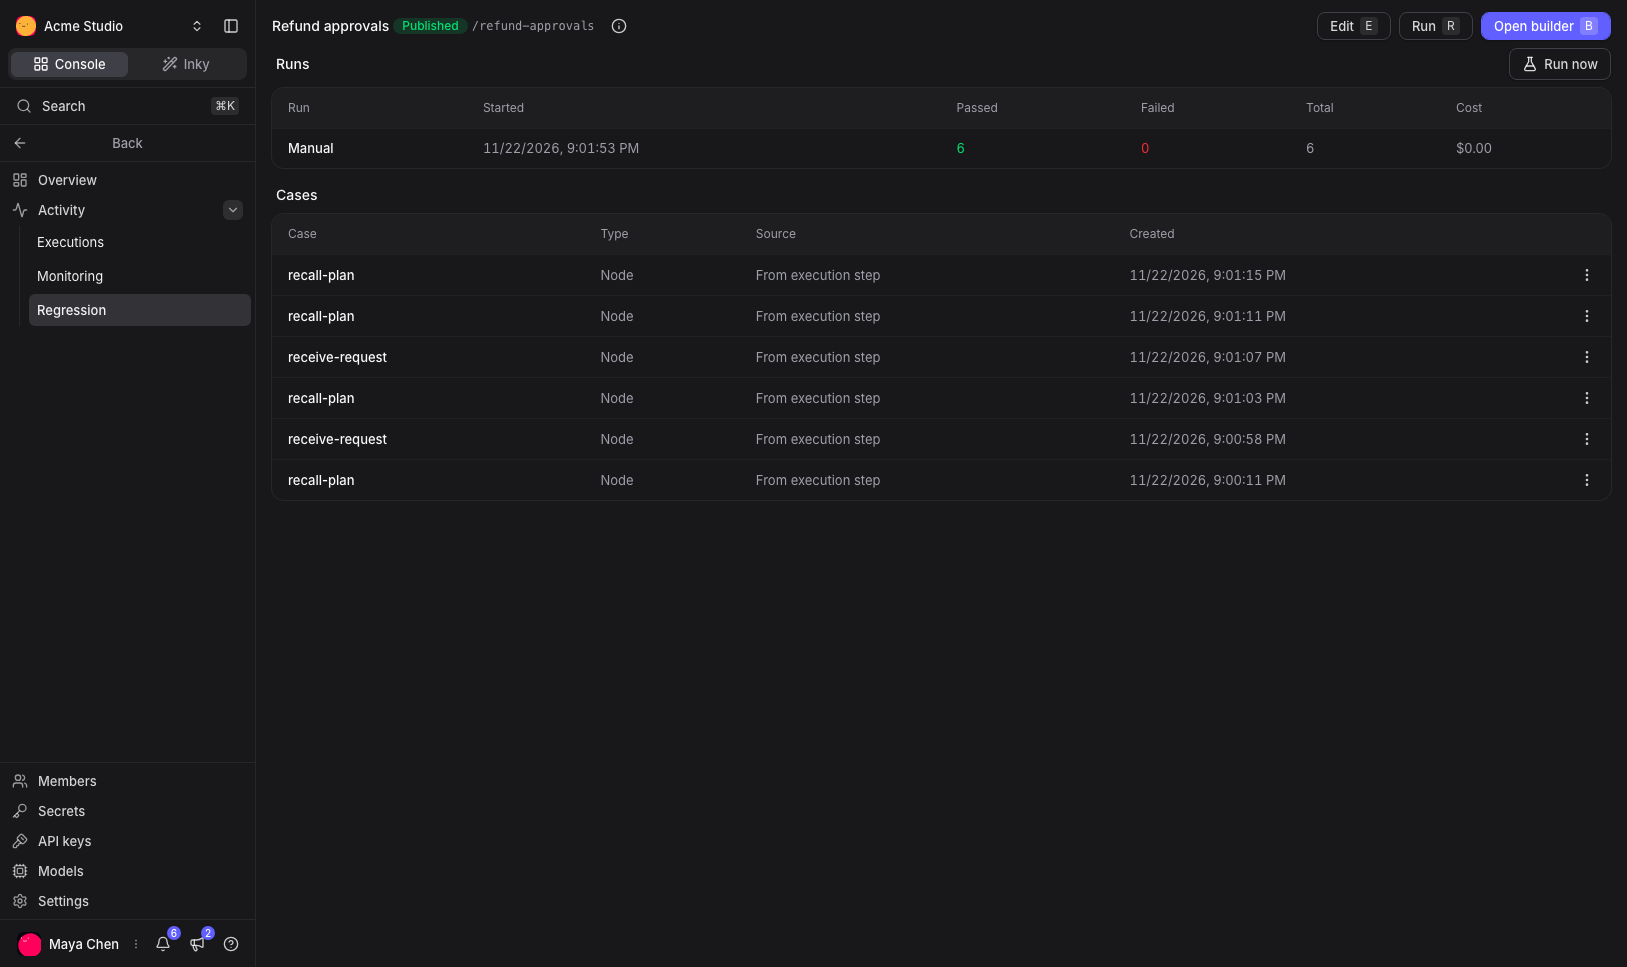 Acme Studio
Console
Inky
Search
⌘K
Back
Overview
Activity
Executions
Monitoring
Regression
Members
Secrets
API keys
Models
Settings
Maya Chen
6
2
Refund approvals
Published
/refund-approvals
Edit E
Run R
Open builder B
Runs
Run now
Run Started Passed Failed Total Cost
Manual 11/22/2026, 9:01:53 PM 6 0 6 $0.00
Cases
Case Type Source Created
recall-plan Node From execution step 11/22/2026, 9:01:15 PM
recall-plan Node From execution step 11/22/2026, 9:01:11 PM
receive-request Node From execution step 11/22/2026, 9:01:07 PM
recall-plan Node From execution step 11/22/2026, 9:01:03 PM
receive-request Node From execution step 11/22/2026, 9:00:58 PM
recall-plan Node From execution step 11/22/2026, 9:00:11 PM